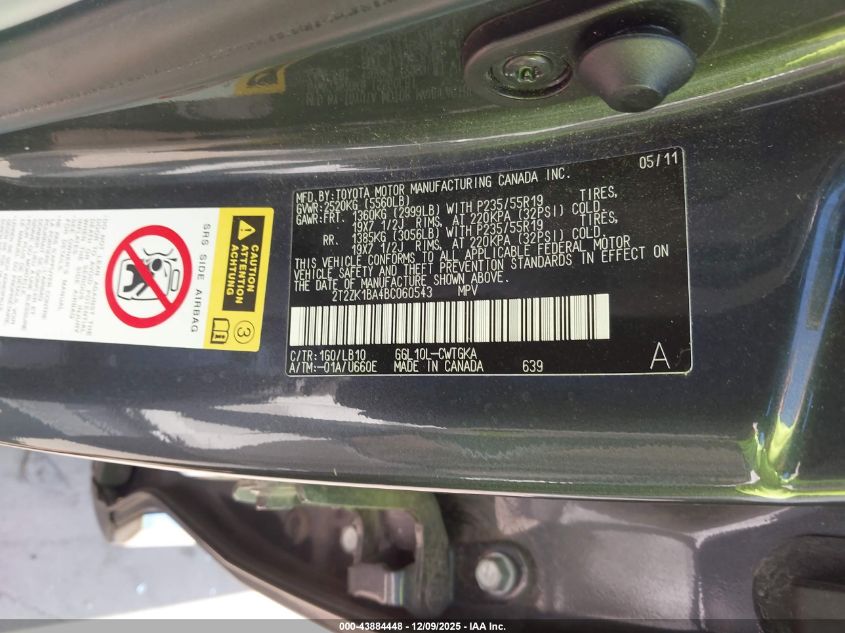 05/11
MFD.BY:TOYOTA MOTOR MANUFACTURING CANADA INC.
GVWR:2520KG (5560LB)
GAWR:FRT. 1360KG (2999LB) WITH P235/55R19 TIRES,
19X7 1/2J RIMS, AT 220KPA (32PSI) COLD
RR. 1385KG (3056LB) WITH P235/55R19 TIRES,
19X7 1/2J RIMS, AT 220KPA (32PSI) COLD
THIS VEHICLE CONFORMS TO ALL APPLICABLE FEDERAL MOTOR
VEHICLE SAFETY AND THEFT PREVENTION STANDARDS IN EFFECT ON
THE DATE OF MANUFACTURE SHOWN ABOVE.
2T2ZK1BA4BC060543 MPV
C/TR:1G0/LB10 GGL10L-CWTGKA
A/TM:-01A/U660E MADE IN CANADA 639 A
SRS SIDE AIRBAG
CAUTION
ATTENTION
ACHTUNG
3
000-43884448 - 12/09/2025 - IAA Inc.